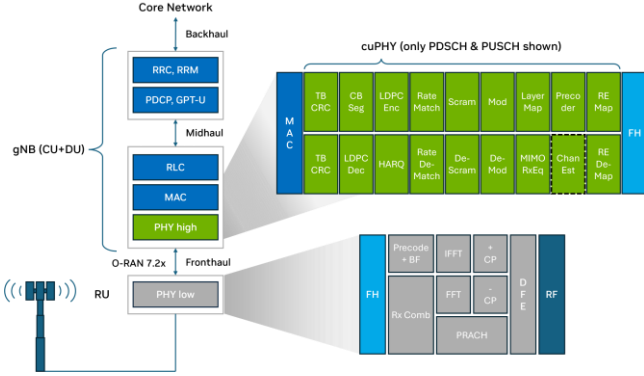 Core Network
Backhaul
RRC, RRM
PDCP, GPT-U
Midhaul
gNB (CU+DU)
RLC
MAC
PHY high
O-RAN 7.2x
Fronthaul
RU
PHY low
cuPHY (only PDSCH & PUSCH shown)
M
A
C
TB
CRC
CB
Seg
LDPC
Enc
Rate
Match
Scram
Mod
Layer
Map
Preco
der
RE
Map
FH
TB
CRC
LDPC
Dec
HARQ
Rate
De-
Match
De-
Scram
De-
Mod
MIMO
RxEq
Chan
Est
RE
De-
Map
FH
Precode
+ BF
IFFT
+
CP
Rx Comb
FFT
-
CP
PRACH
D
F
E
RF